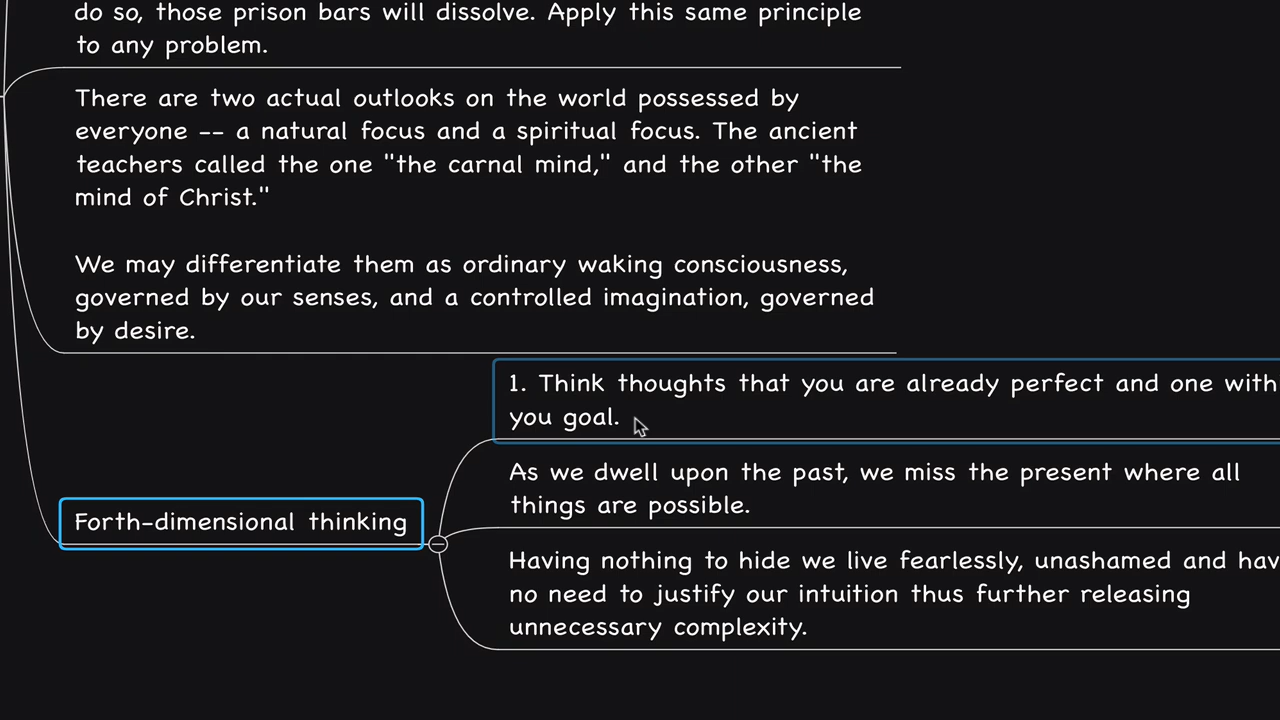 do so, those prison bars will dissolve. Apply this same principle
to any problem.
There are two actual outlooks on the world possessed by
everyone -- a natural focus and a spiritual focus. The ancient
teachers called the one "the carnal mind," and the other "the
mind of Christ."
We may differentiate them as ordinary waking consciousness,
governed by our senses, and a controlled imagination, governed
by desire.
Forth-dimensional thinking
1. Think thoughts that you are already perfect and one with
you goal.
As we dwell upon the past, we miss the present where all
things are possible.
Having nothing to hide we live fearlessly, unashamed and
no need to justify our intuition thus further releasing
unnecessary complexity.